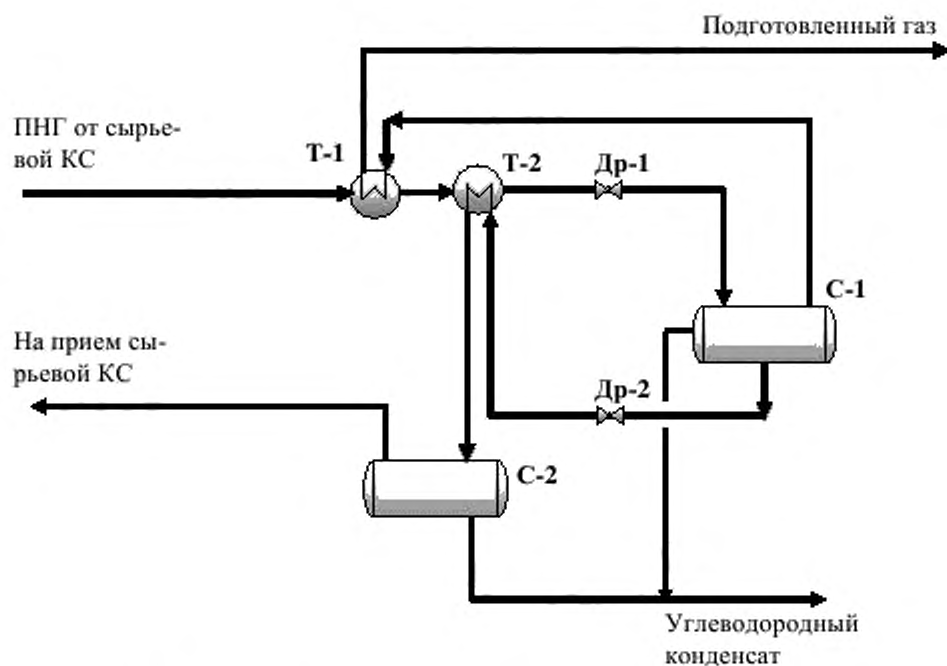 Подготовленный газ
ПНГ от сырье-
вой КС
Т-1
Т-2
Др-1
С-1
На прием сы-
рьевой КС
Др-2
С-2
Углеводородный
конденсат